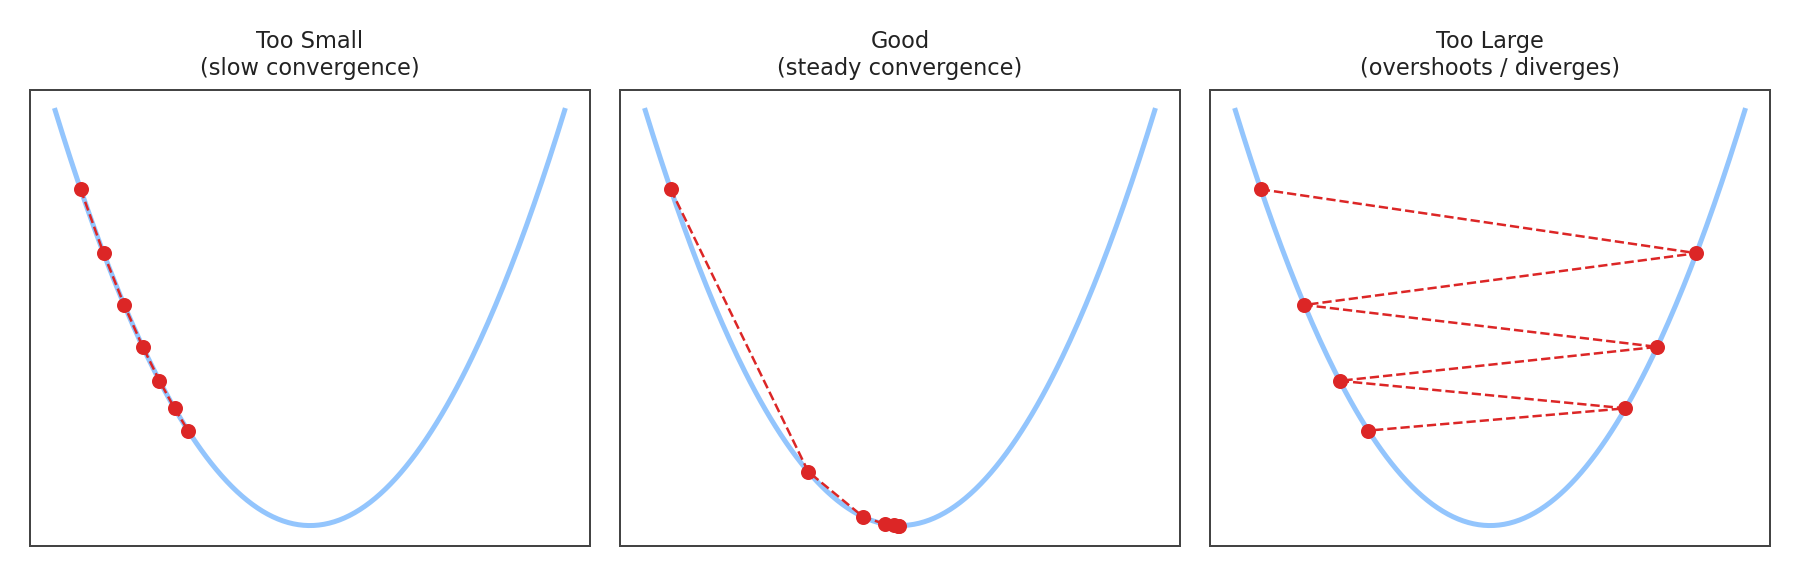 Too Small
(slow convergence)
Good
(steady convergence)
Too Large
(overshoots / diverges)